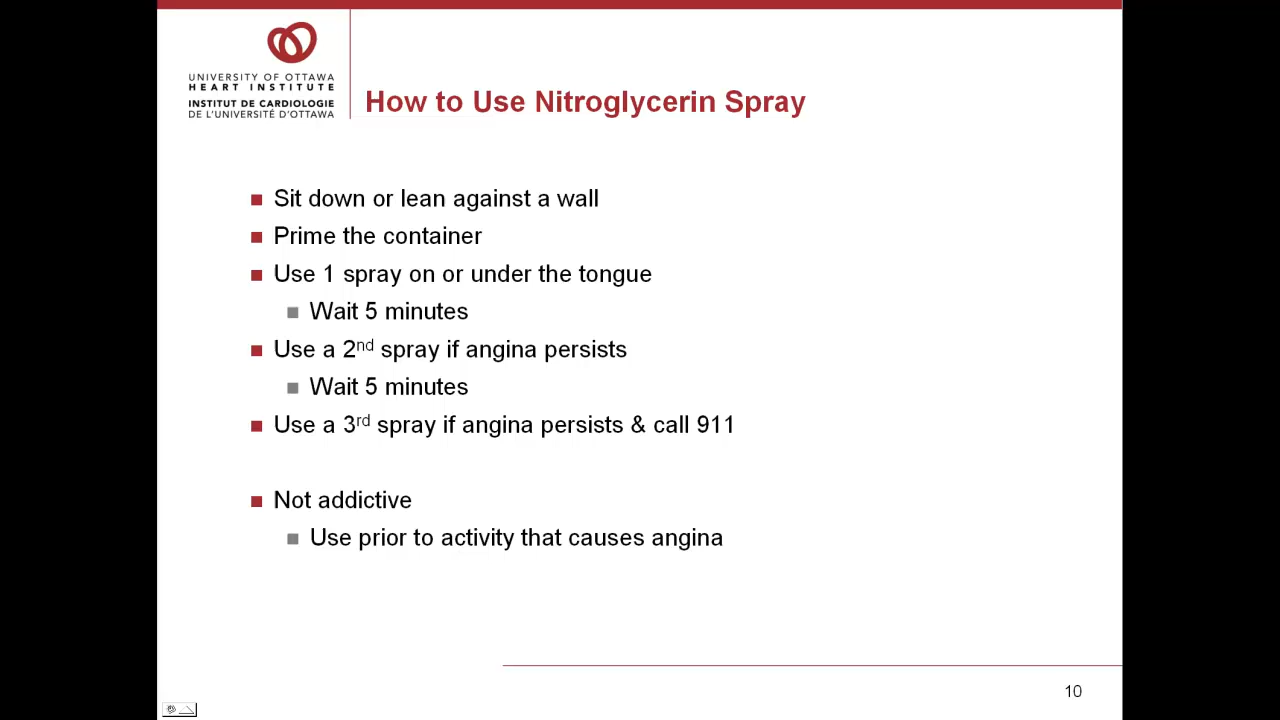 UNIVERSITY OF OTTAWA
HEART INSTITUTE
INSTITUT DE CARDIOLOGIE
DE L'UNIVERSITÉ D'OTTAWA
How to Use Nitroglycerin Spray
Sit down or lean against a wall
Prime the container
Use 1 spray on or under the tongue
Wait 5 minutes
Use a 2nd spray if angina persists
Wait 5 minutes
Use a 3rd spray if angina persists & call 911
Not addictive
Use prior to activity that causes angina
10